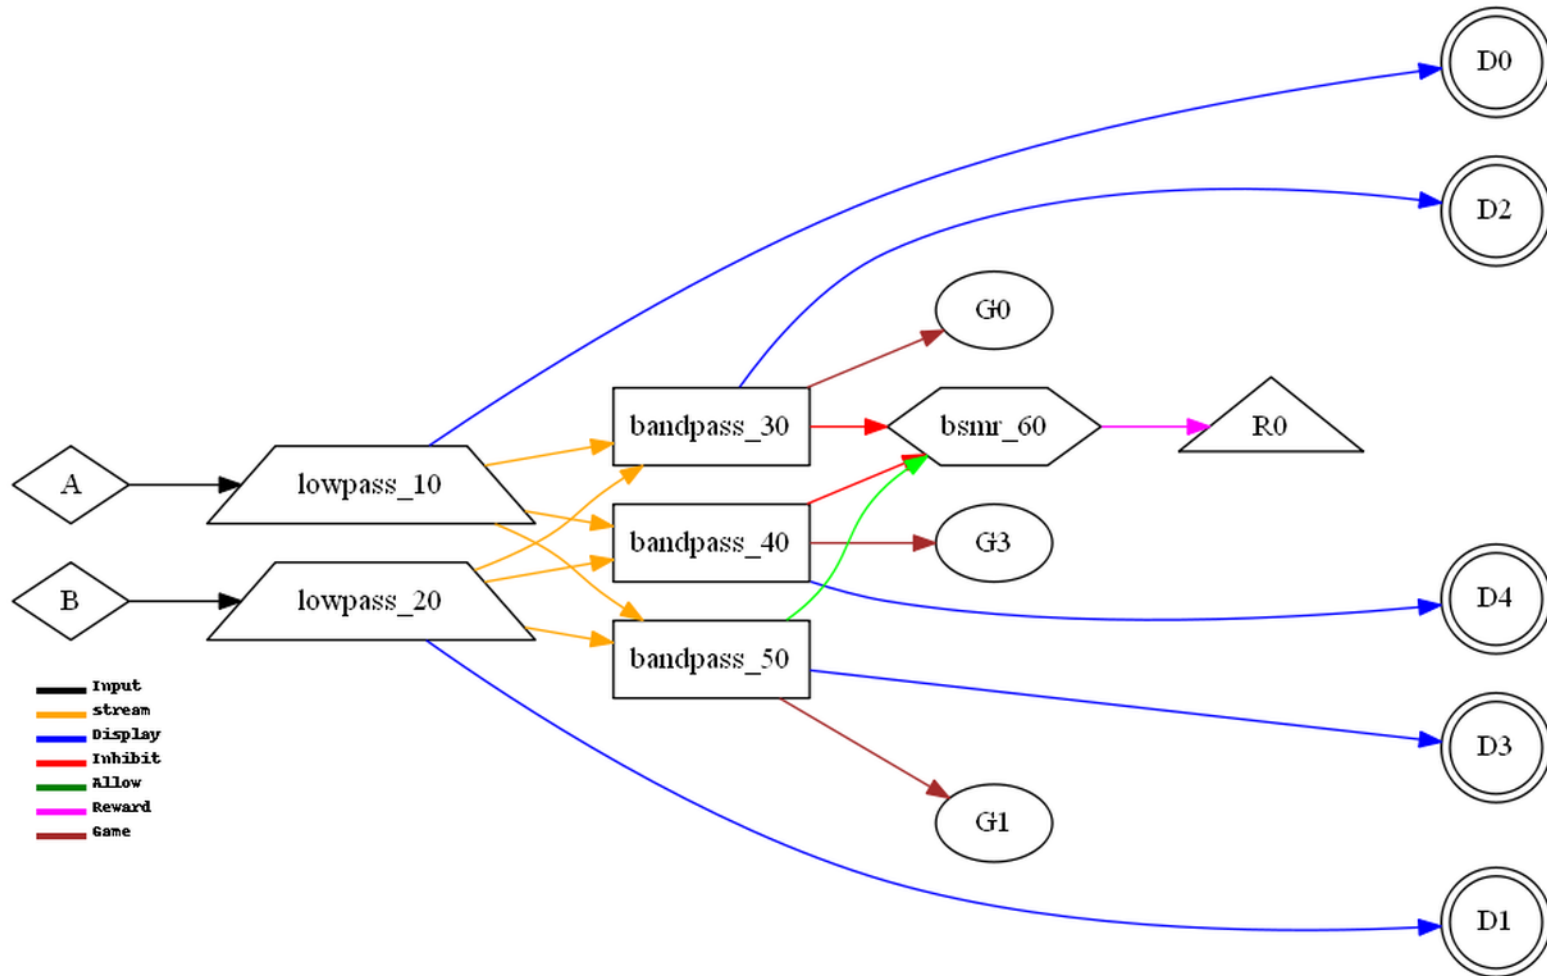 D0
D2
G0
bandpass_30
bsmr_60
R0
A
lowpass_10
bandpass_40
G3
B
lowpass_20
D4
bandpass_50
D3
Input
stream
Display
Inhibit
Allow
Reward
Game
G1
D1